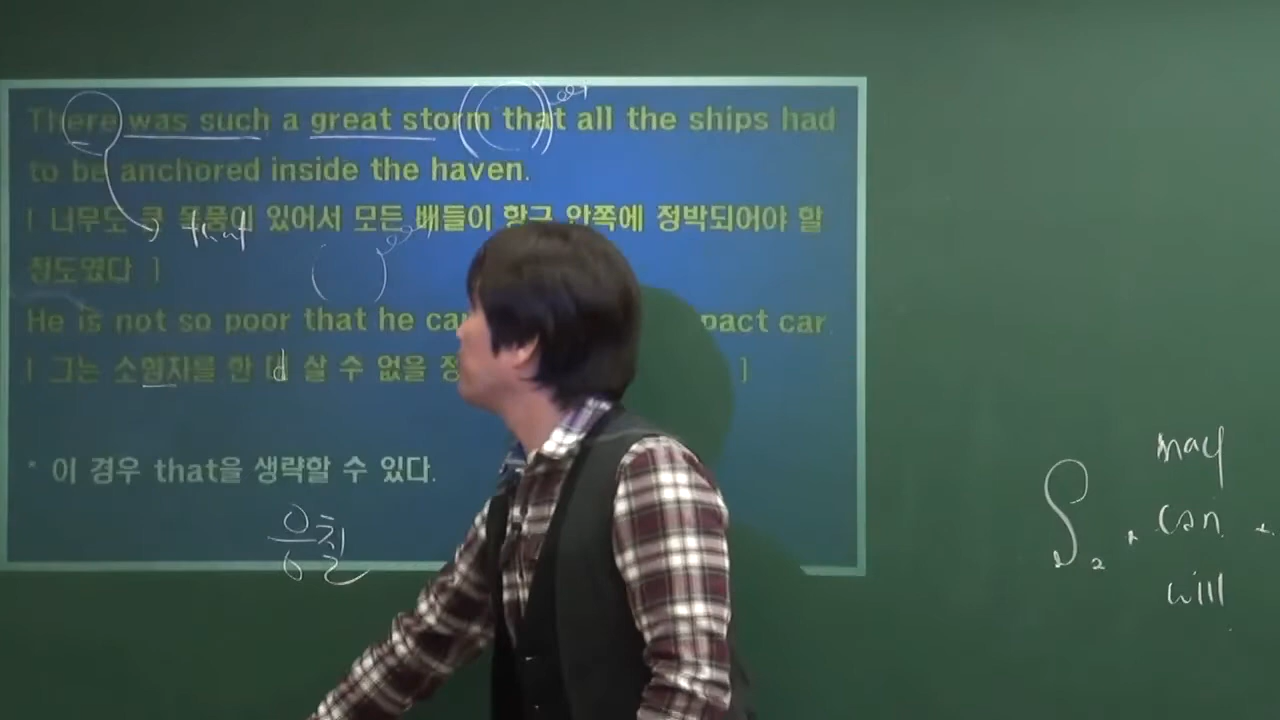 There was such a great storm that all the ships had
to be anchored inside the haven.
[ 너무도 큰 폭풍이 있어서 모든 배들이 항구 안쪽에 정박되어야 할
that
정도였다 ]
He is not so poor that he pact car.
[ 그는 소형차를 한 대 살 수 없을 ]
* 이 경우 that을 생략할 수 있다.
may
S₂ + can +
will